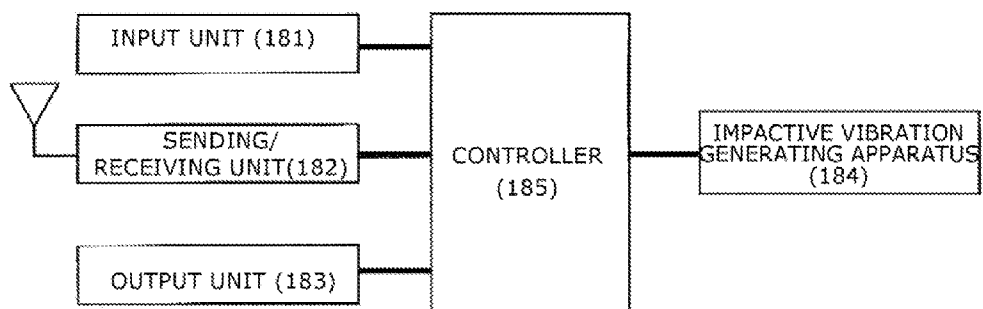 INPUT UNIT (181)
SENDING/
RECEIVING UNIT(182)
OUTPUT UNIT (183)
CONTROLLER
(185)
IMPACTIVE VIBRATION
GENERATING APPARATUS
(184)